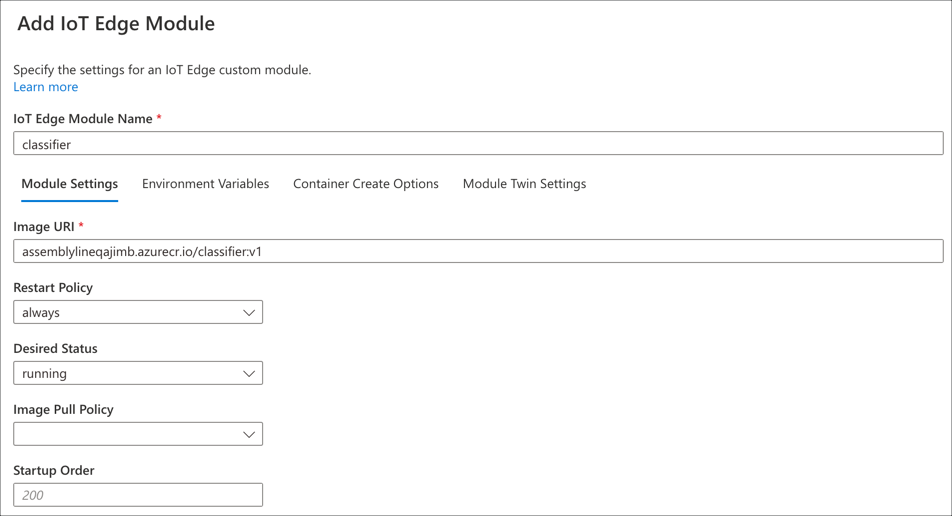 Add IoT Edge Module
Specify the settings for an IoT Edge custom module.
Learn more
IoT Edge Module Name *
classifier
Module Settings Environment Variables Container Create Options Module Twin Settings
Image URI *
assemblylineqajimb.azurecr.io/classifier:v1
Restart Policy
always
Desired Status
running
Image Pull Policy
Startup Order
200